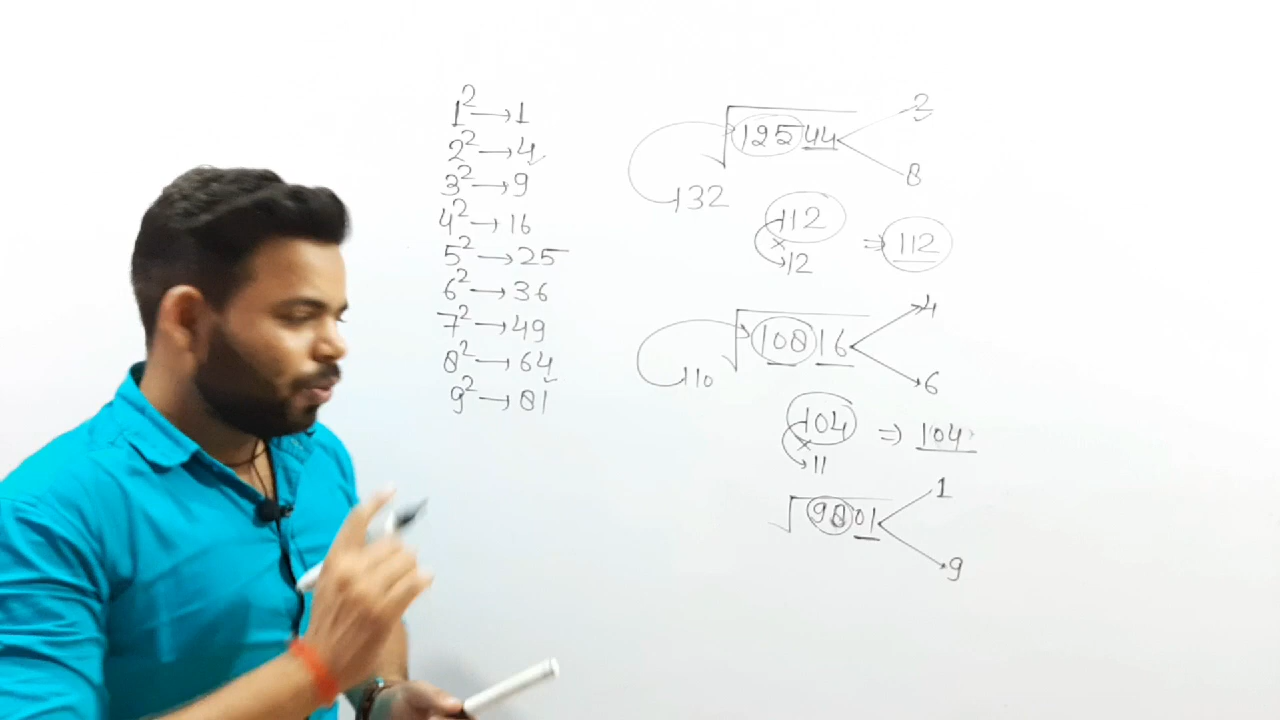 1² → 1
2² → 4
3² → 9
4² → 16
5² → 25
6² → 36
7² → 49
8² → 64
9² → 81
√12544 2
8
132
112 ⇒ 112
×
12
√10816 4
6
110
104 ⇒ 104
×
11
√9801 1
9